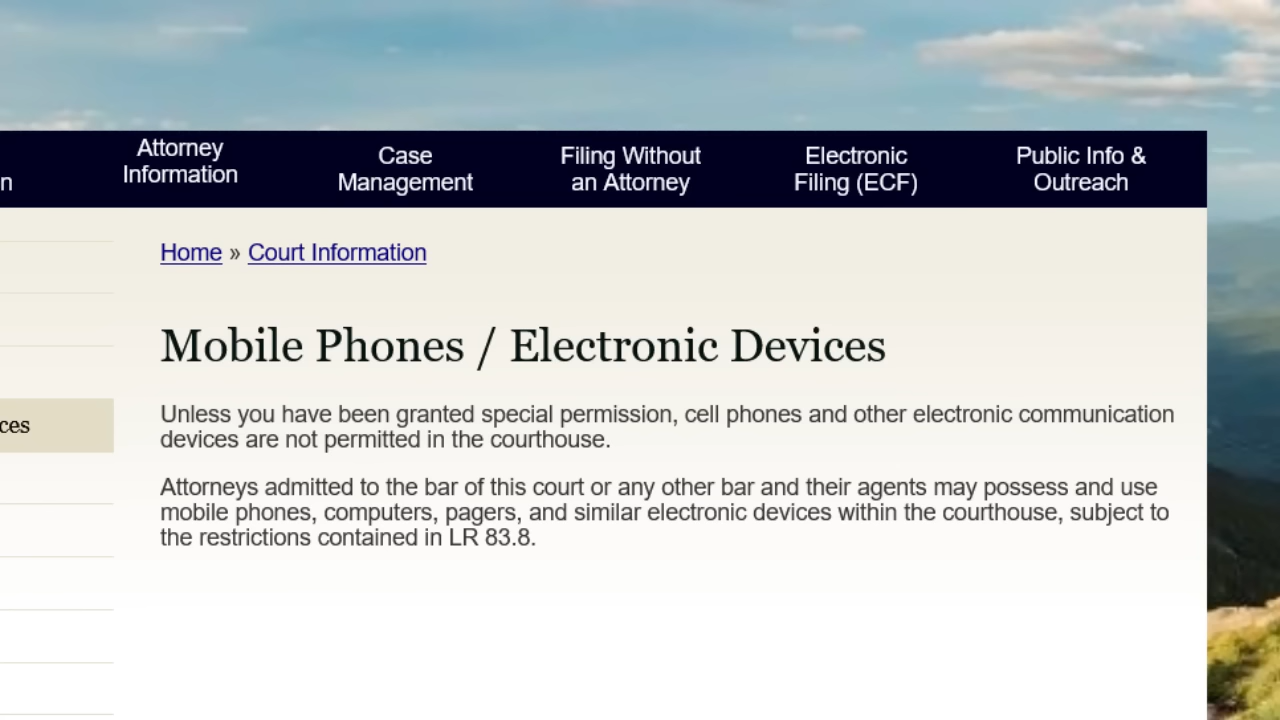 Attorney
Information
Case
Management
Filing Without
an Attorney
Electronic
Filing (ECF)
Public Info &
Outreach
n
Home » Court Information
Mobile Phones / Electronic Devices
ces
Unless you have been granted special permission, cell phones and other electronic communication
devices are not permitted in the courthouse.
Attorneys admitted to the bar of this court or any other bar and their agents may possess and use
mobile phones, computers, pagers, and similar electronic devices within the courthouse, subject to
the restrictions contained in LR 83.8.